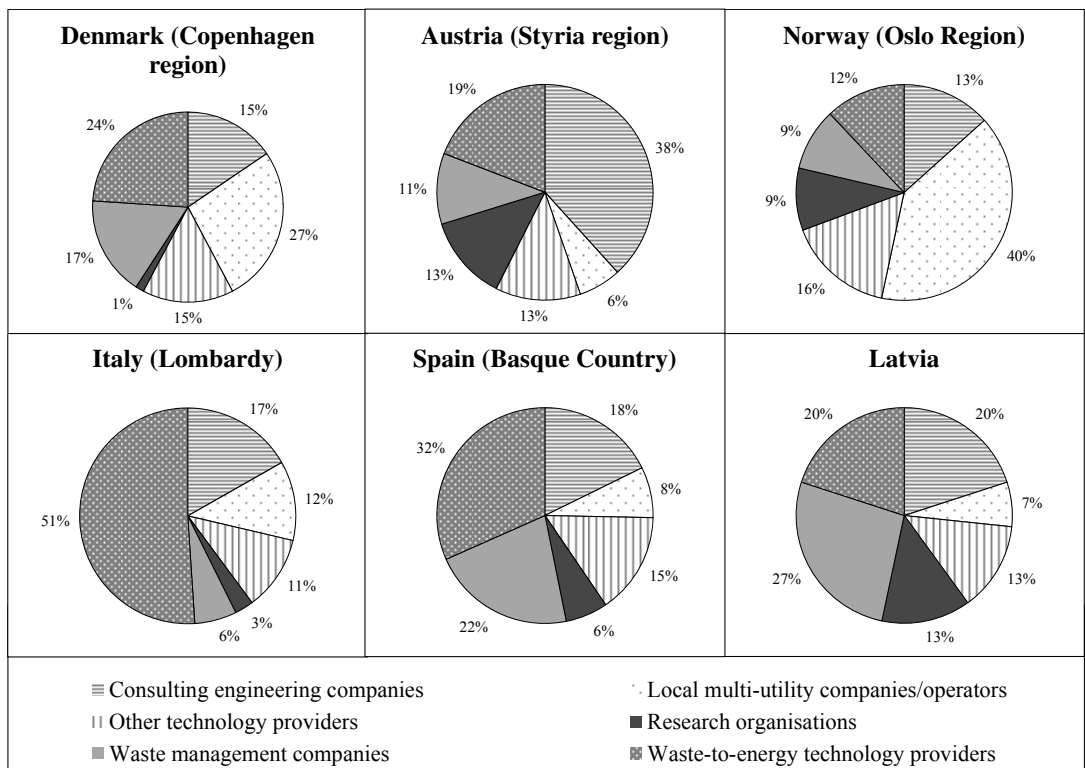 Denmark (Copenhagen
region)
15%
27%
15%
1%
17%
24%
Austria (Styria region)
38%
6%
13%
13%
11%
19%
Norway (Oslo Region)
13%
40%
16%
9%
9%
12%
Italy (Lombardy)
17%
12%
11%
3%
6%
51%
Spain (Basque Country)
18%
8%
15%
6%
22%
32%
Latvia
20%
7%
13%
13%
27%
20%
Consulting engineering companies
Local multi-utility companies/operators
Other technology providers
Research organisations
Waste management companies
Waste-to-energy technology providers